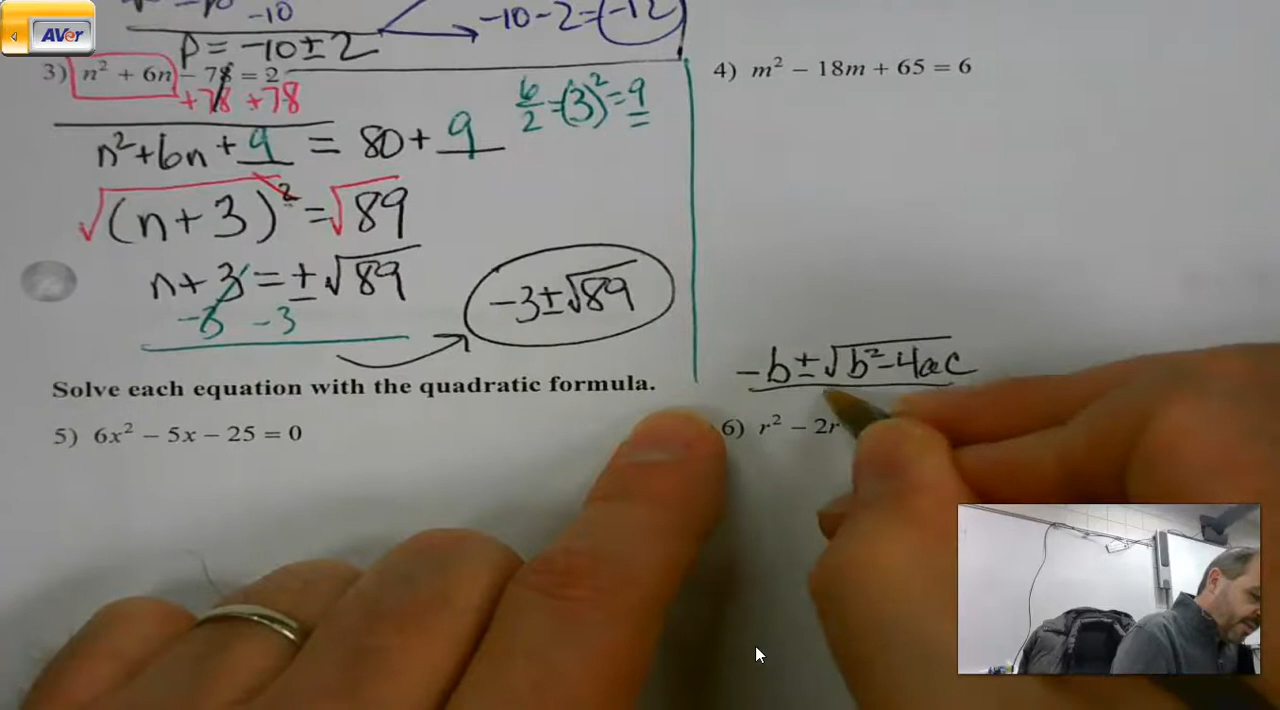 AVer
-10
-10-2=-12
p = -10±2
3) n² + 6n - 78 = 2
+78 +78
6/2=(3)²=9
n²+6n+9 = 80+9
√(n+3)²=√89
n+3=±√89
-3 -3
-3±√89
4) m² − 18m + 65 = 6
Solve each equation with the quadratic formula.
-b±√b²-4ac
5) 6x² − 5x − 25 = 0
6) r² − 2r